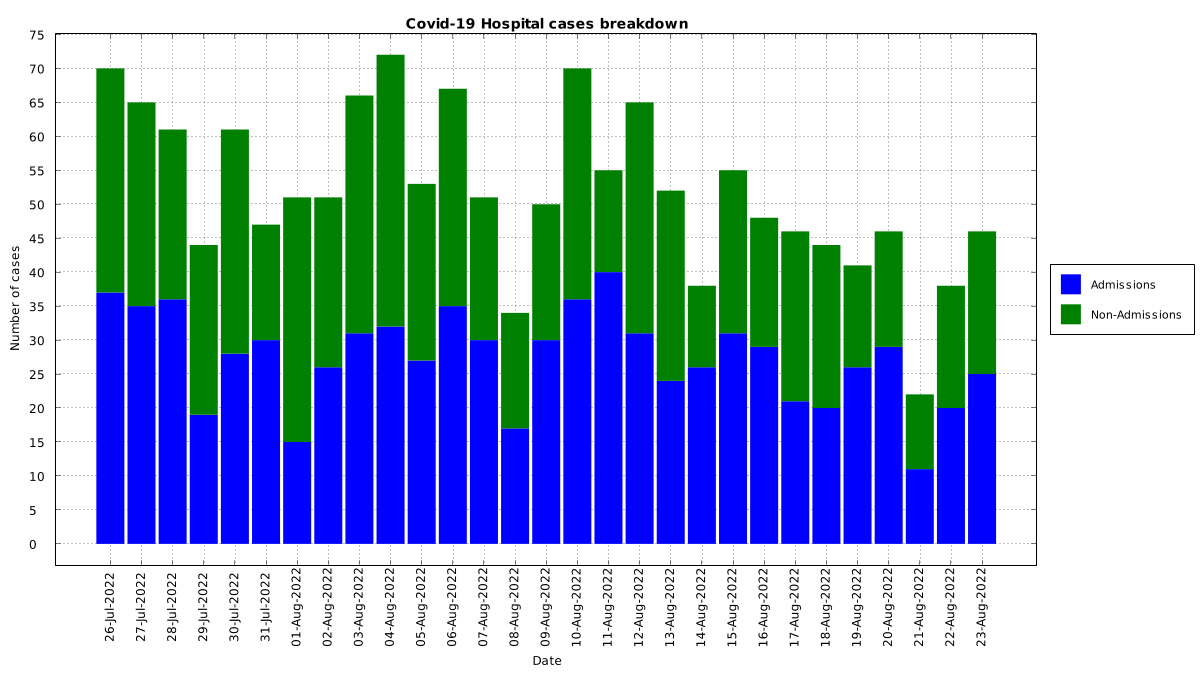 Covid-19 Hospital cases breakdown
75
70
65
60
55
50
45
40
35
30
25
20
15
10
5
0
Number of cases
26-Jul-2022
27-Jul-2022
28-Jul-2022
29-Jul-2022
30-Jul-2022
31-Jul-2022
01-Aug-2022
02-Aug-2022
03-Aug-2022
04-Aug-2022
05-Aug-2022
06-Aug-2022
07-Aug-2022
08-Aug-2022
09-Aug-2022
10-Aug-2022
11-Aug-2022
12-Aug-2022
13-Aug-2022
14-Aug-2022
15-Aug-2022
16-Aug-2022
17-Aug-2022
18-Aug-2022
19-Aug-2022
20-Aug-2022
21-Aug-2022
22-Aug-2022
23-Aug-2022
Date
Admissions
Non-Admissions